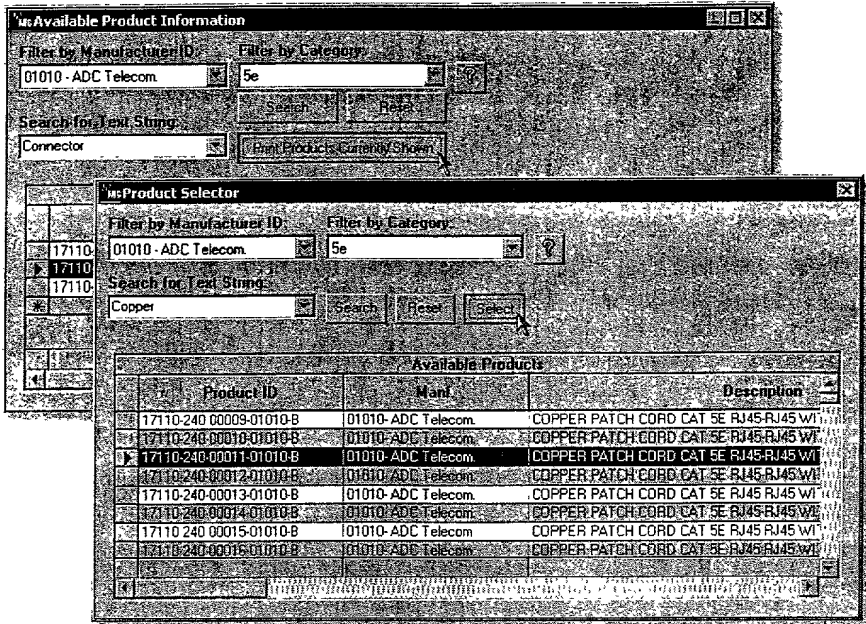 Available Product Information
Filter by Manufacturer ID: Filter by Category:
01010 - ADC Telecom. 5e ?
Search Reset
Search for Text String:
Connector Print Products Currently Shown
17110-
17110
17110-
Product Selector
Filter by Manufacturer ID: Filter by Category:
01010 - ADC Telecom. 5e ?
Search for Text String:
Copper Search Reset Select
Available Products
Product ID Manf Description
17110-240-00009-01010-B 01010- ADC Telecom. COPPER PATCH CORD CAT 5E RJ45-RJ45 WI
17110-240-00010-01010-B 01010- ADC Telecom. COPPER PATCH CORD CAT 5E RJ45-RJ45 WI
17110-240-00011-01010-B 01010- ADC Telecom. COPPER PATCH CORD CAT 5E RJ45-RJ45 WI
17110-240-00012-01010-B 01010- ADC Telecom. COPPER PATCH CORD CAT 5E RJ45-RJ45 WI
17110-240-00013-01010-B 01010- ADC Telecom. COPPER PATCH CORD CAT 5E RJ45-RJ45 WI
17110-240-00014-01010-B 01010- ADC Telecom. COPPER PATCH CORD CAT 5E RJ45-RJ45 WI
17110-240-00015-01010-B 01010- ADC Telecom COPPER PATCH CORD CAT 5E RJ45-RJ45 WI
17110-240-00016-01010-B 01010- ADC Telecom. COPPER PATCH CORD CAT 5E RJ45-RJ45 WI